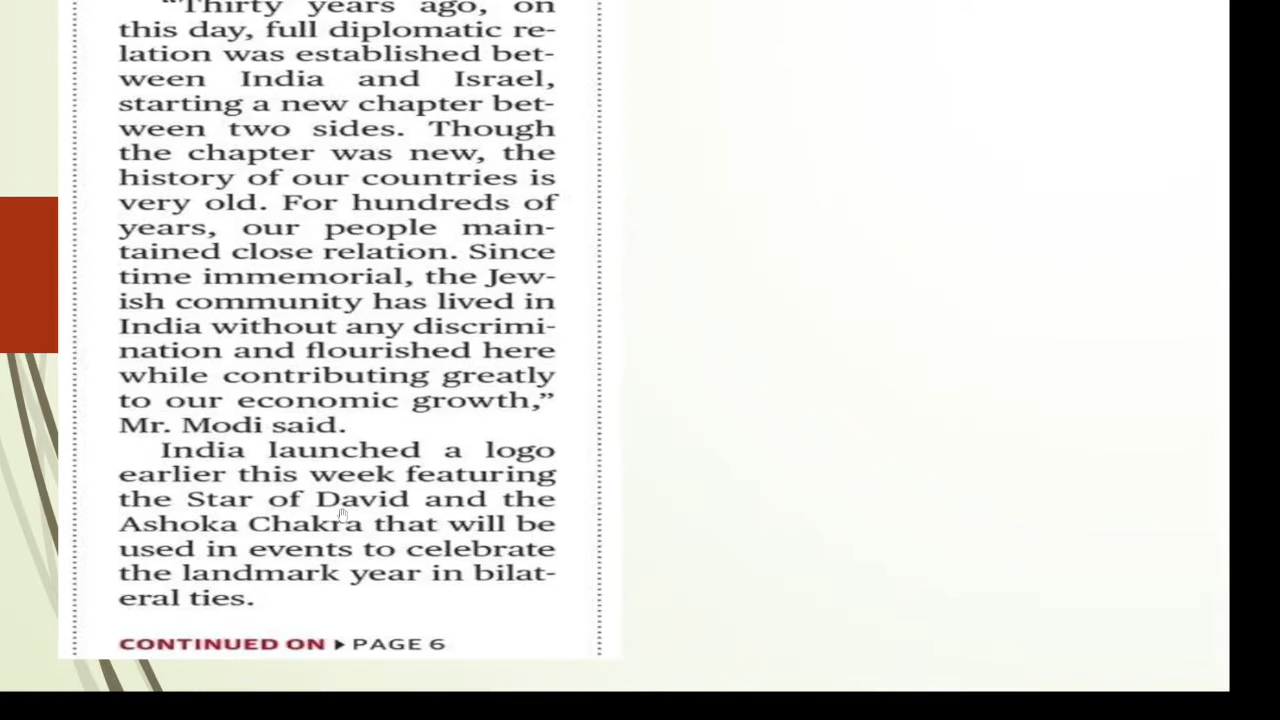 “Thirty years ago, on
this day, full diplomatic re-
lation was established bet-
ween India and Israel,
starting a new chapter bet-
ween two sides. Though
the chapter was new, the
history of our countries is
very old. For hundreds of
years, our people main-
tained close relation. Since
time immemorial, the Jew-
ish community has lived in
India without any discrimi-
nation and flourished here
while contributing greatly
to our economic growth,”
Mr. Modi said.
India launched a logo
earlier this week featuring
the Star of David and the
Ashoka Chakra that will be
used in events to celebrate
the landmark year in bilat-
eral ties.
CONTINUED ON ▸ PAGE 6